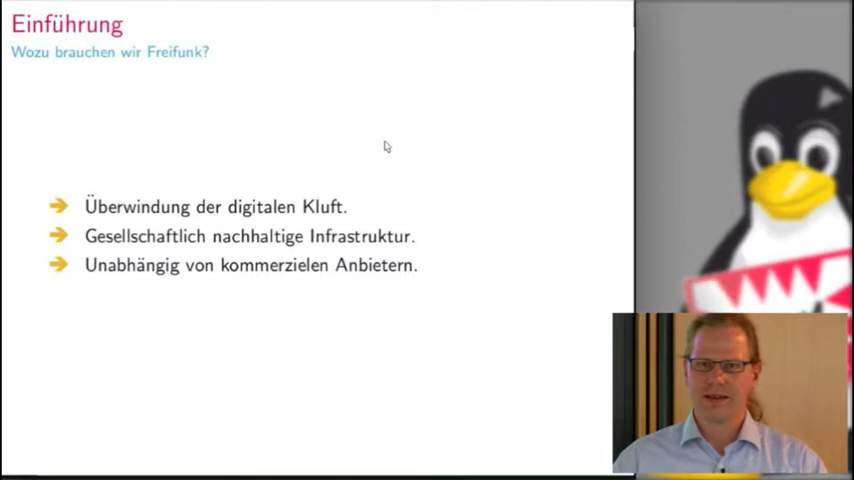 Einführung
Wozu brauchen wir Freifunk?
Überwindung der digitalen Kluft.
Gesellschaftlich nachhaltige Infrastruktur.
Unabhängig von kommerzielen Anbietern.